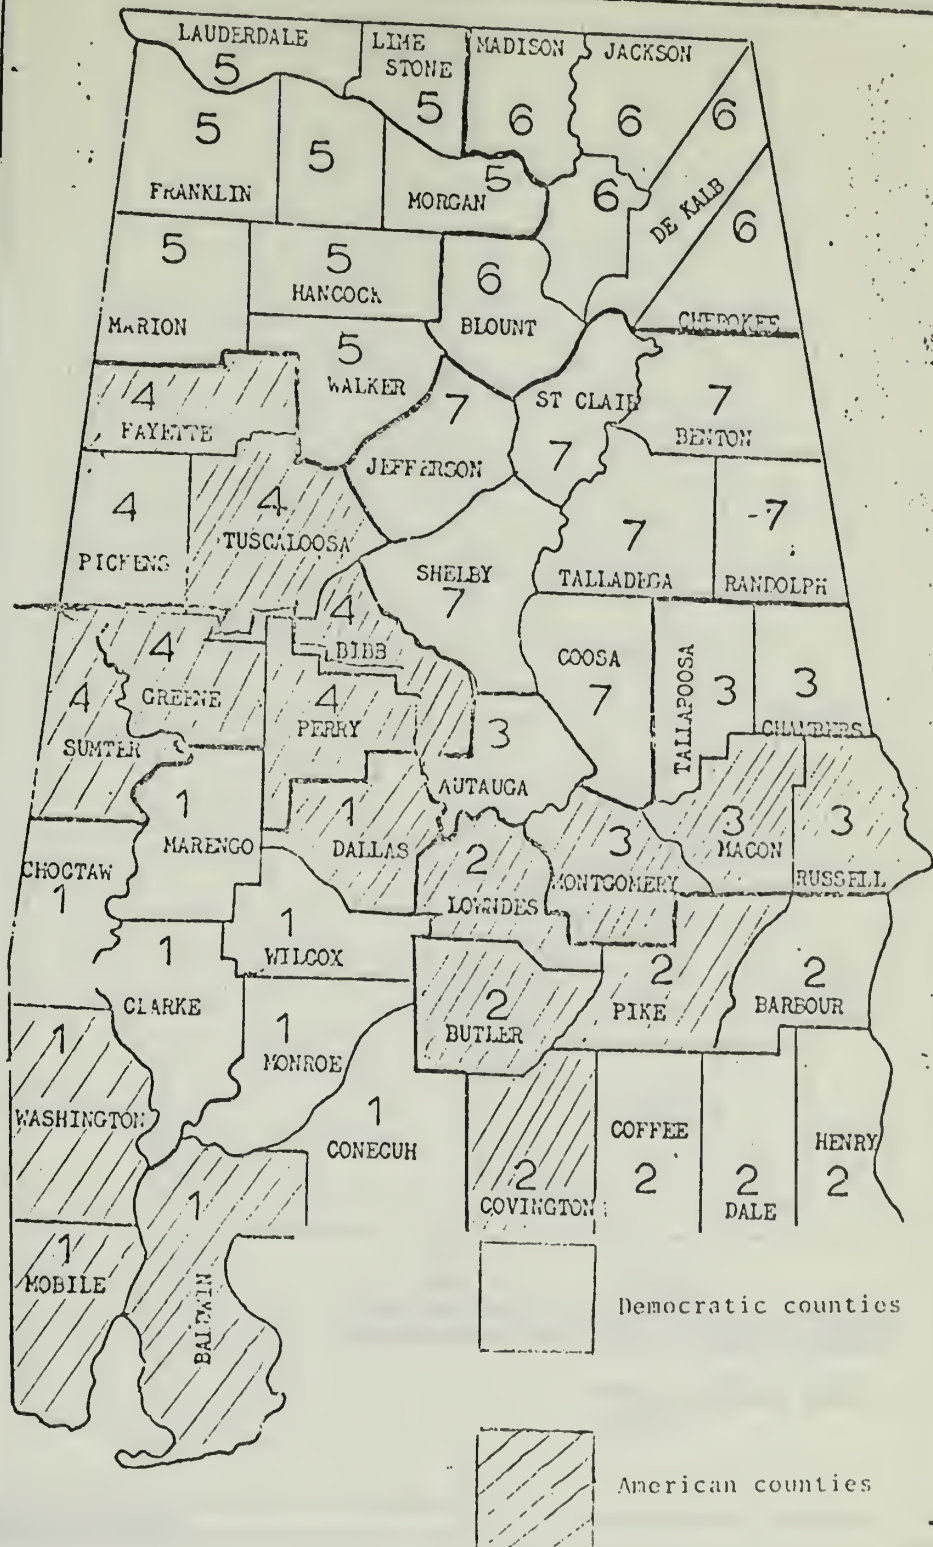 LAUDERDALE
5
LIME
STONE
5
MADISON
6
JACKSON
6
6
5
FRANKLIN
5
5
MORGAN
6
DE KALB
6
CHEROKEE
5
MARION
5
HANCOCK
6
BLOUNT
5
WALKER
4
FAYETTE
7
JEFFERSON
ST CLAIR
7
7
BENTON
4
PICKENS
4
TUSCALOOSA
SHELBY
7
7
TALLADEGA
7
RANDOLPH
4
BIBB
4
GREENE
4
SUMTER
4
PERRY
3
AUTAUGA
COOSA
7
TALLAPOOSA
3
3
CHAMBERS
1
MARENGO
CHOCTAW
1
1
DALLAS
2
LOWNDES
3
MONTGOMERY
3
MACON
3
RUSSELL
1
WILCOX
1
CLARKE
2
BUTLER
2
PIKE
2
BARBOUR
1
WASHINGTON
1
MONROE
1
CONECUH
2
COVINGTON
COFFEE
2
2
DALE
HENRY
2
1
MOBILE
1
BALDWIN
Democratic counties
American counties